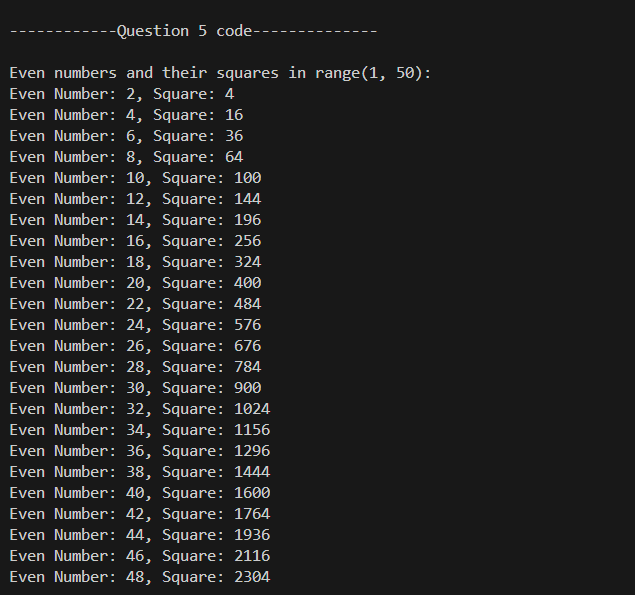 ------------Question 5 code--------------
Even numbers and their squares in range(1, 50):
Even Number: 2, Square: 4
Even Number: 4, Square: 16
Even Number: 6, Square: 36
Even Number: 8, Square: 64
Even Number: 10, Square: 100
Even Number: 12, Square: 144
Even Number: 14, Square: 196
Even Number: 16, Square: 256
Even Number: 18, Square: 324
Even Number: 20, Square: 400
Even Number: 22, Square: 484
Even Number: 24, Square: 576
Even Number: 26, Square: 676
Even Number: 28, Square: 784
Even Number: 30, Square: 900
Even Number: 32, Square: 1024
Even Number: 34, Square: 1156
Even Number: 36, Square: 1296
Even Number: 38, Square: 1444
Even Number: 40, Square: 1600
Even Number: 42, Square: 1764
Even Number: 44, Square: 1936
Even Number: 46, Square: 2116
Even Number: 48, Square: 2304